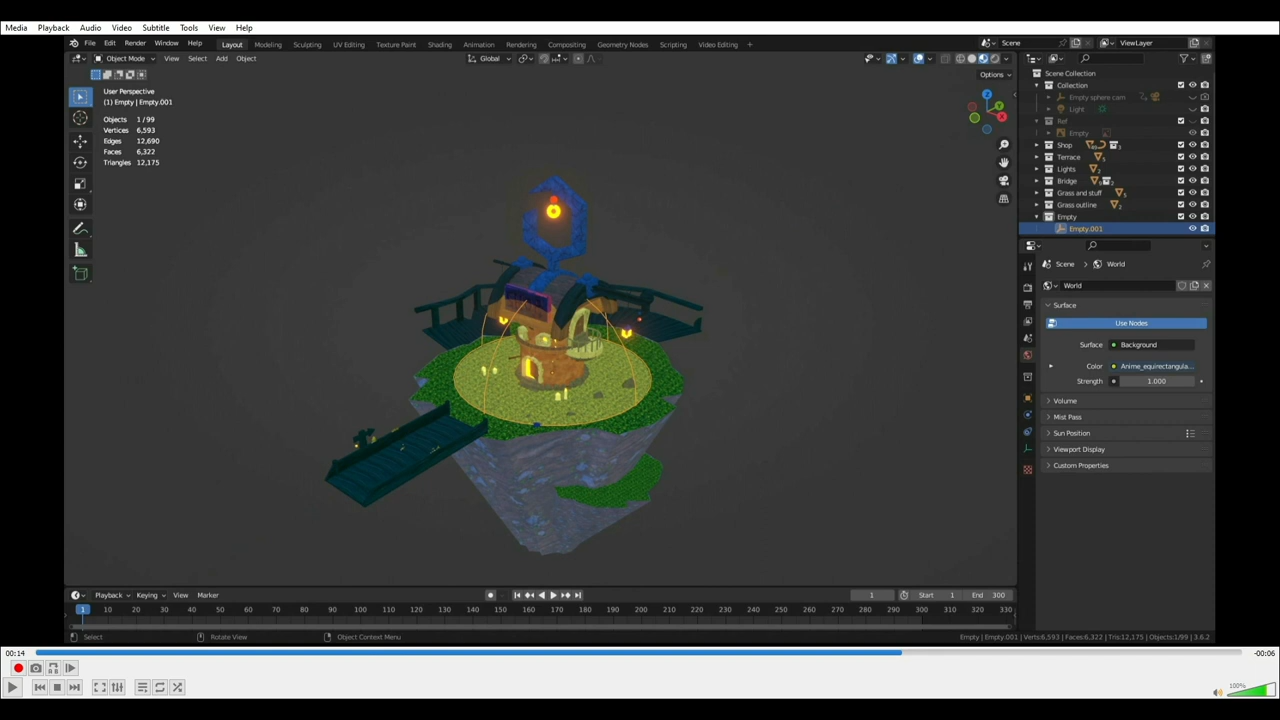 Media Playback Audio Video Subtitle Tools View Help
File Edit Render Window Help Layout Modeling Sculpting UV Editing Texture Paint Shading Animation Rendering Compositing Geometry Nodes Scripting Video Editing + Scene ViewLayer
Object Mode View Select Add Object Global
Options
Scene Collection
User Perspective
(1) Empty | Empty.001
Objects 1/99
Vertices 6,593
Edges 12,690
Faces 6,322
Triangles 12,175
Z
Y
X
Collection
Empty sphere cam
Light
Ref
Empty
Shop
Terrace
Lights
Bridge
Grass and stuff
Grass outline
Empty
Empty.001
Scene > World
World
Surface
Use Nodes
Surface Background
Color Anime_equirectangula...
Strength 1.000
Volume
Mist Pass
Sun Position
Viewport Display
Custom Properties
Playback Keying View Marker 1 Start 1 End 300
1 10 20 30 40 50 60 70 80 90 100 110 120 130 140 150 160 170 180 190 200 210 220 230 240 250 260 270 280 290 300 310 320 330
Select Rotate View Object Context Menu Empty | Empty.001 | Verts:6,593 | Faces:6,322 | Tris:12,175 | Objects:1/99 | 3.6.2
00:14 -00:06
100%